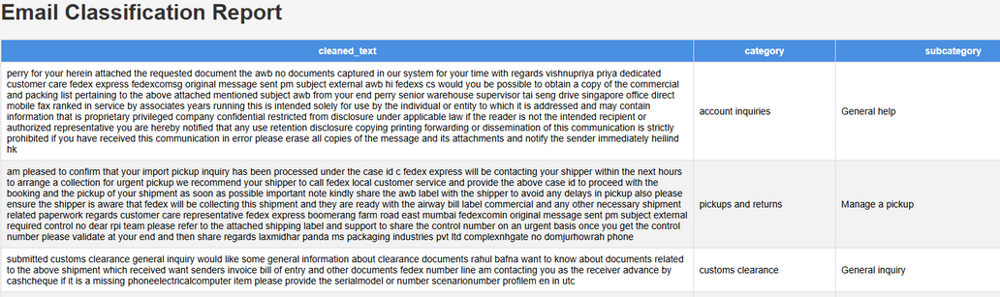 Email Classification Report
cleaned_text category subcategory
perry for your herein attached the requested document the awb no documents captured in our system for your time with regards vishnupriya priya dedicated
customer care fedex express fedexcomsg original message sent pm subject external awb hi fedexs cs would you be possible to obtain a copy of the commercial
and packing list pertaining to the above attached mentioned subject awb from your end perry senior warehouse supervisor tai seng drive singapore office direct
mobile fax ranked in service by associates years running this is intended solely for use by the individual or entity to which it is addressed and may contain
information that is proprietary privileged company confidential restricted from disclosure under applicable law if the reader is not the intended recipient or
authorized representative you are hereby notified that any use retention disclosure copying printing forwarding or dissemination of this communication is strictly
prohibited if you have received this communication in error please erase all copies of the message and its attachments and notify the sender immediately heilind
hk
account inquiries
General help
am pleased to confirm that your import pickup inquiry has been processed under the case id c fedex express will be contacting your shipper within the next hours
to arrange a collection for urgent pickup we recommend your shipper to call fedex local customer service and provide the above case id to proceed with the
booking and the pickup of your shipment as soon as possible important note kindly share the awb label with the shipper to avoid any delays in pickup also please
ensure the shipper is aware that fedex will be collecting this shipment and they are ready with the airway bill label commercial and any other necessary shipment
related paperwork regards customer care representative fedex express boomerang farm road east mumbai fedexcomin original message sent pm subject external
required control no dear rpi team please refer to the attached shipping label and support to share the control number on an urgent basis once you get the control
number please validate at your end and then share regards laxmidhar panda ms packaging industries pvt ltd complexnhgate no domjurhowrah phone
pickups and returns
Manage a pickup
submitted customs clearance general inquiry would like some general information about clearance documents rahul bafna want to know about documents related
to the above shipment which received want senders invoice bill of entry and other documents fedex number line am contacting you as the receiver advance by
cashcheque if it is a missing phoneelectricalcomputer item please provide the serialmodel or number scenarionumber profilem en in utc
customs clearance
General inquiry